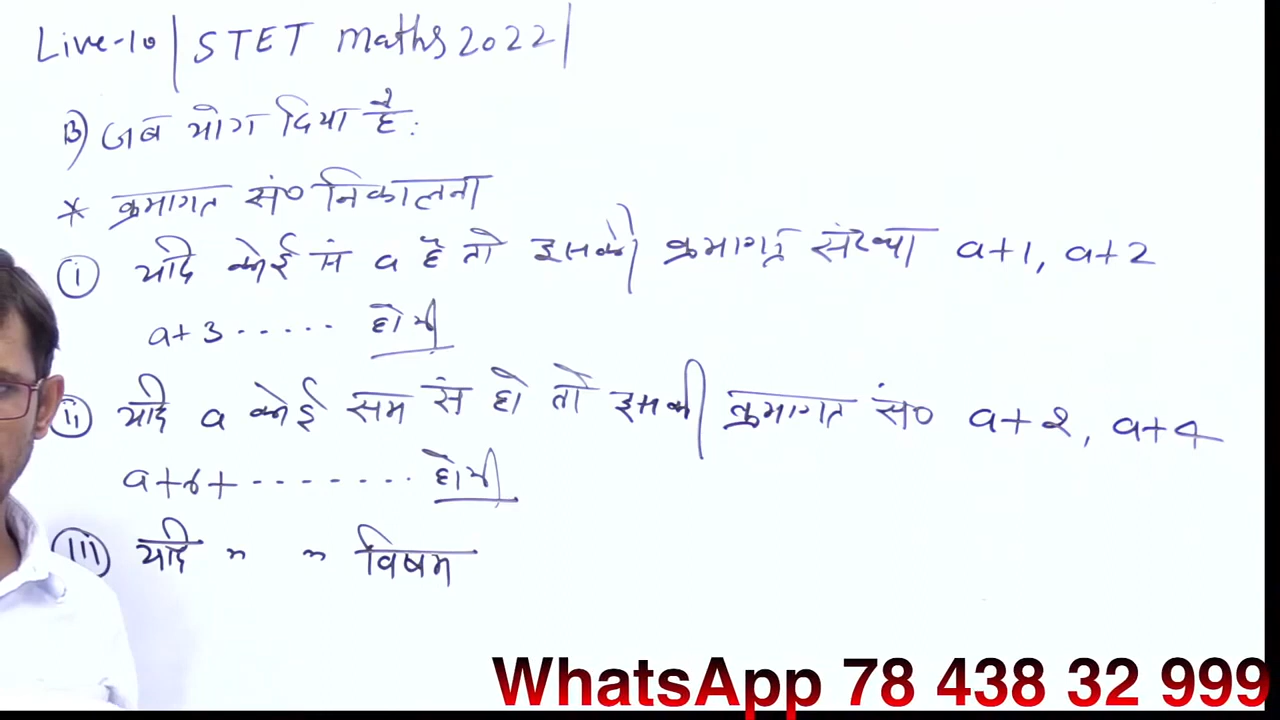 Live-10 | STET maths 2022 |
B) जब योग दिया है:
* क्रमागत सं० निकालना
(i) यदि कोई सं a है तो इसकी क्रमागत संख्या a+1, a+2
a+3 ..... होगी
(ii) यदि a कोई सम सं हो तो इसकी क्रमागत सं० a+2, a+4
a+6+ ....... होगी
(iii) यदि " " विषम
WhatsApp 78 438 32 999